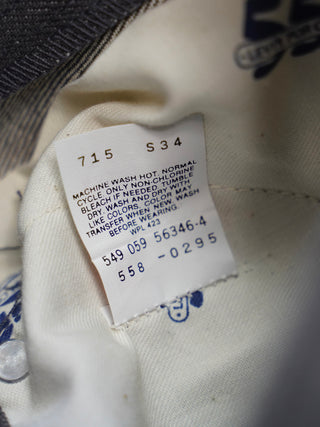 715 S34
MACHINE WASH HOT, NORMAL
CYCLE ONLY NON-CHLORINE
BLEACH IF NEEDED, TUMBLE
DRY WASH AND DRY WITH
LIKE COLORS, COLOR MAY
TRANSFER WHEN NEW WASH
BEFORE WEARING.
WPL 423
549 059 56346-4
558 -0295